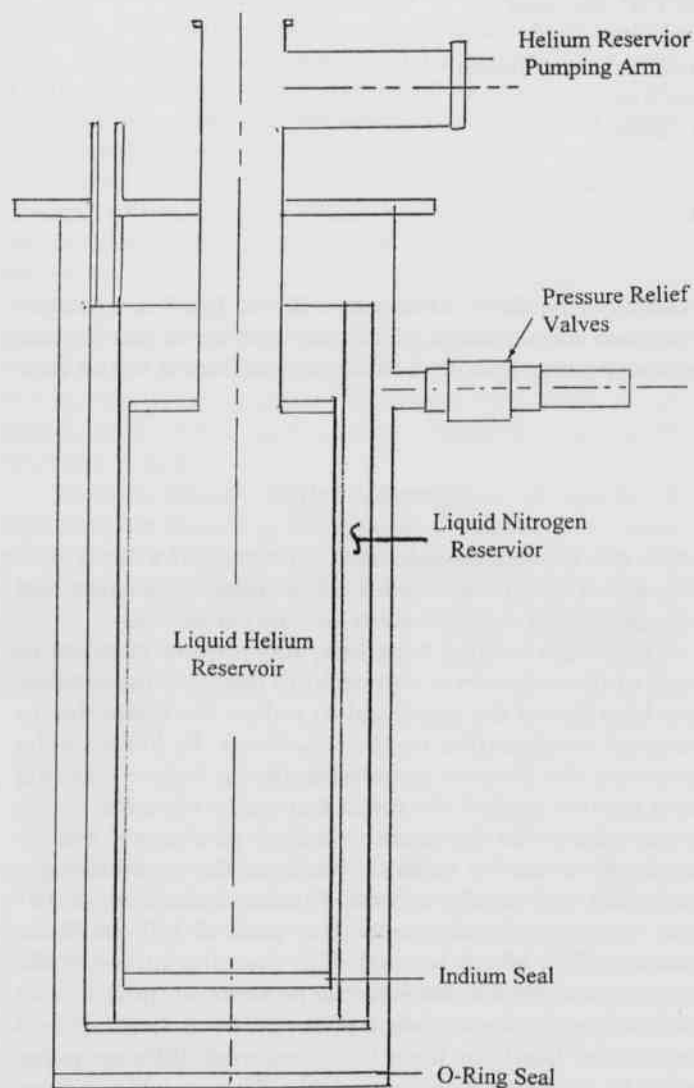 Helium Reservior
Pumping Arm
Pressure Relief
Valves
Liquid Nitrogen
Reservior
Liquid Helium
Reservoir
Indium Seal
O-Ring Seal